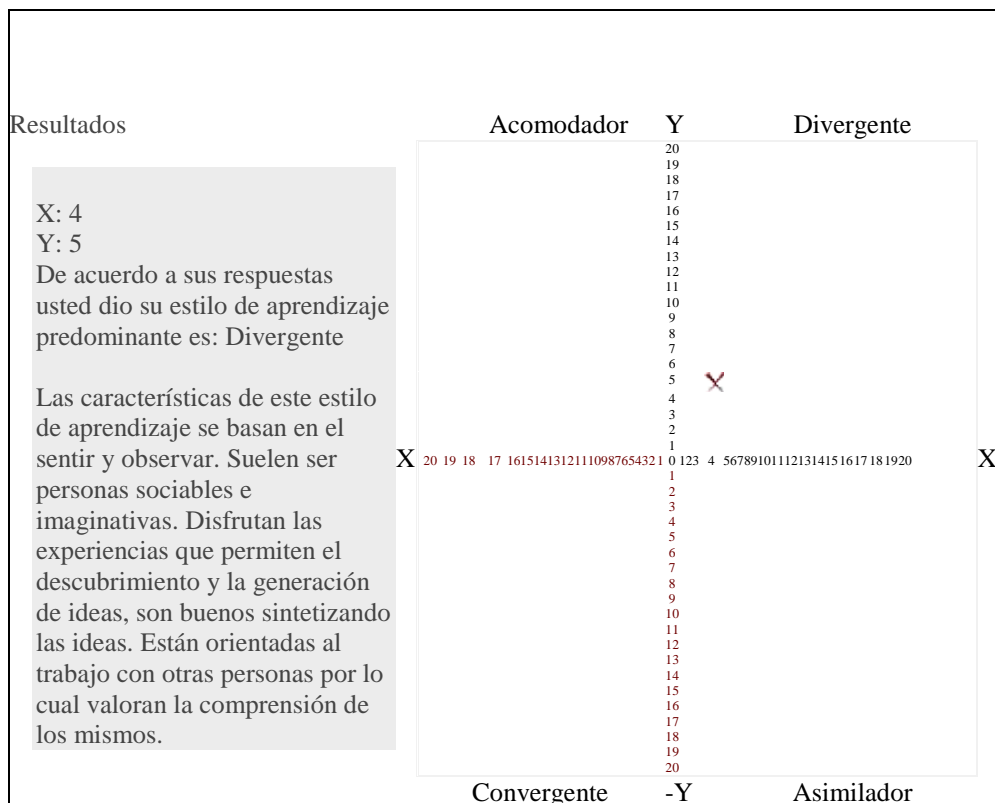 Resultados
Acomodador Y Divergente
X: 4
Y: 5
De acuerdo a sus respuestas
usted dio su estilo de aprendizaje
predominante es: Divergente
Las características de este estilo
de aprendizaje se basan en el
sentir y observar. Suelen ser
personas sociables e
imaginativas. Disfrutan las
experiencias que permiten el
descubrimiento y la generación
de ideas, son buenos sintetizando
las ideas. Están orientadas al
trabajo con otras personas por lo
cual valoran la comprensión de
los mismos.
20
19
18
17
16
15
14
13
12
11
10
9
8
7
6
5
4
3
2
1
X 20 19 18 17 16151413121110987654321 0 123 4 567891011121314151617181920 X
1
2
3
4
5
6
7
8
9
10
11
12
13
14
15
16
17
18
19
20
Convergente -Y Asimilador